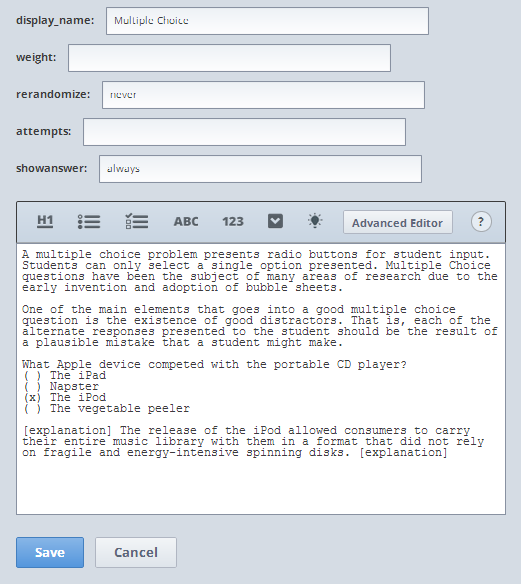 display_name: Multiple Choice
weight:
rerandomize: never
attempts:
showanswer: always
H1 ABC 123 Advanced Editor ?
A multiple choice problem presents radio buttons for student input.
Students can only select a single option presented. Multiple Choice
questions have been the subject of many areas of research due to the
early invention and adoption of bubble sheets.
One of the main elements that goes into a good multiple choice
question is the existence of good distractors. That is, each of the
alternate responses presented to the student should be the result of
a plausible mistake that a student might make.
What Apple device competed with the portable CD player?
( ) The iPad
( ) Napster
(x) The iPod
( ) The vegetable peeler
[explanation] The release of the iPod allowed consumers to carry
their entire music library with them in a format that did not rely
on fragile and energy-intensive spinning disks. [explanation]
Save Cancel